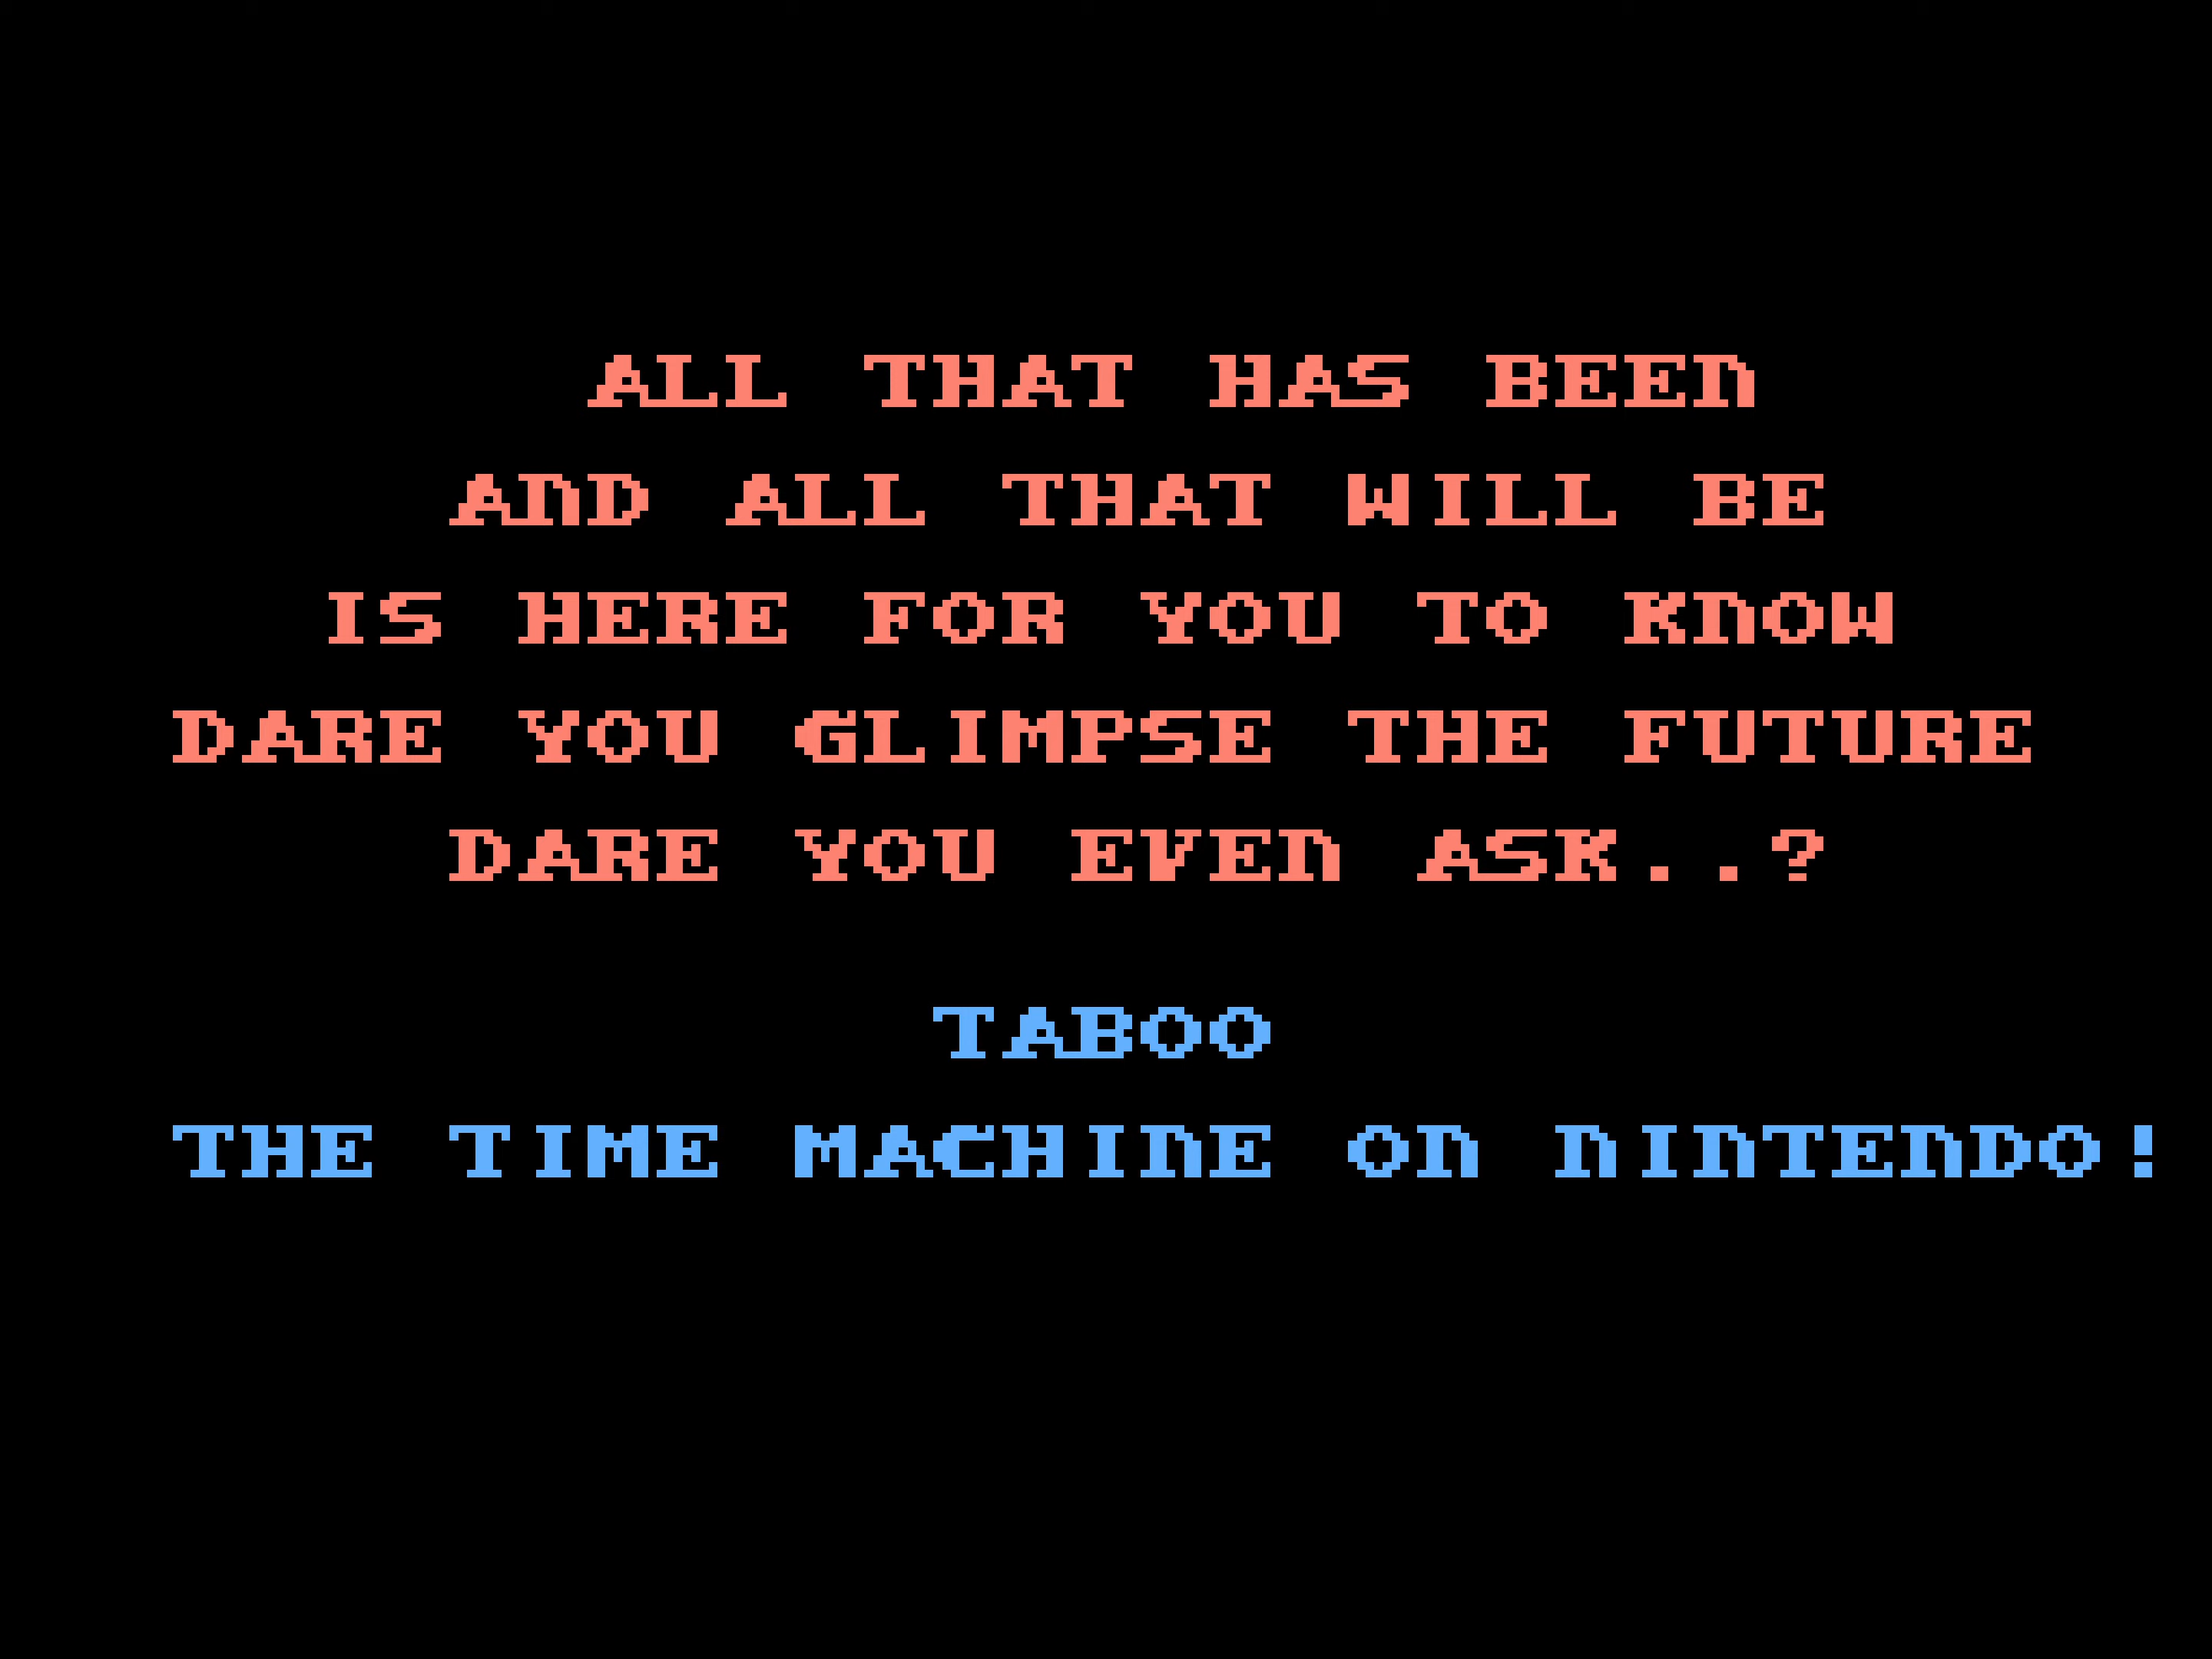 ALL THAT HAS BEEN
AND ALL THAT WILL BE
IS HERE FOR YOU TO KNOW
DARE YOU GLIMPSE THE FUTURE
DARE YOU EVEN ASK..?
TABOO
THE TIME MACHINE ON NINTENDO!